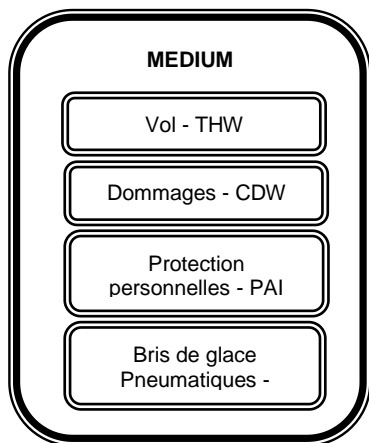 MEDIUM
Vol - THW
Dommages - CDW
Protection
personnelles - PAI
Bris de glace
Pneumatiques -